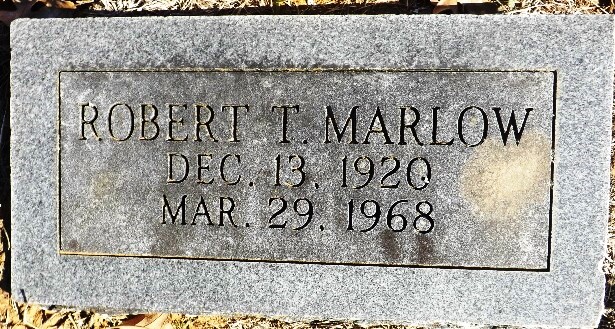 ROBERT T. MARLOW
DEC. 13, 1920
MAR. 29, 1968